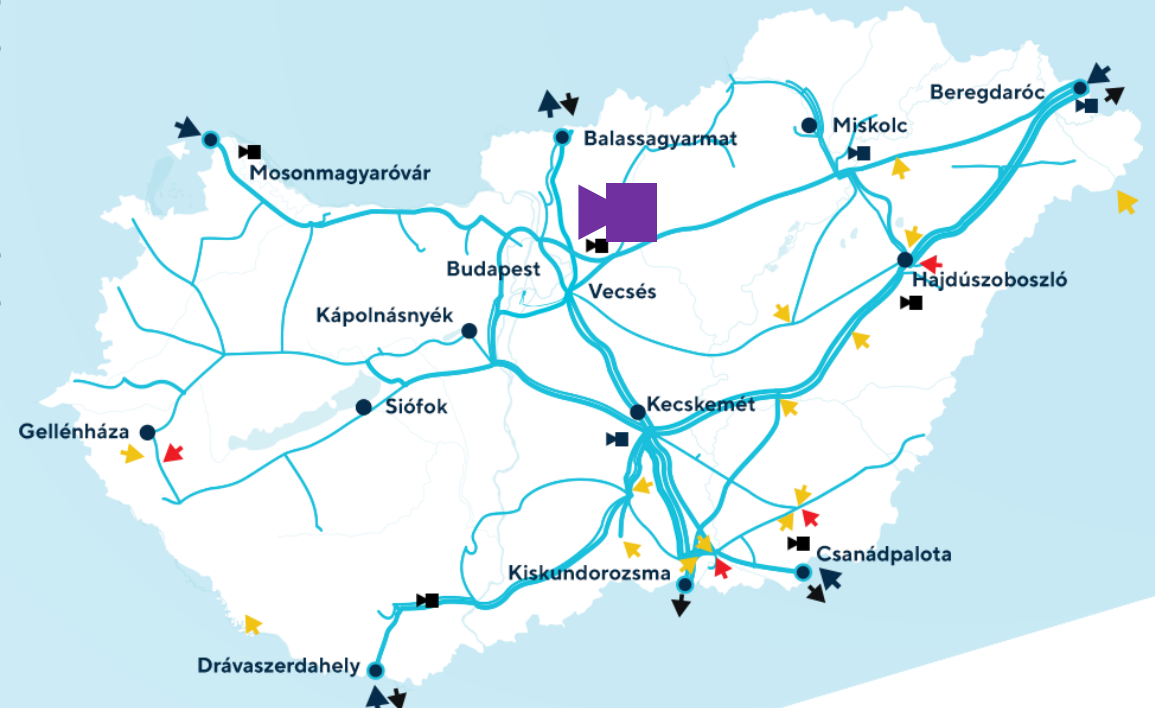 Beregdaróc
Miskolc
Balassagyarmat
Mosonmagyaróvár
Budapest
Hajdúszoboszló
Vecsés
Kápolnásnyék
Kecskemét
Siófok
Gellénháza
Csanádpalota
Kiskundorozsma
Drávaszerdahely